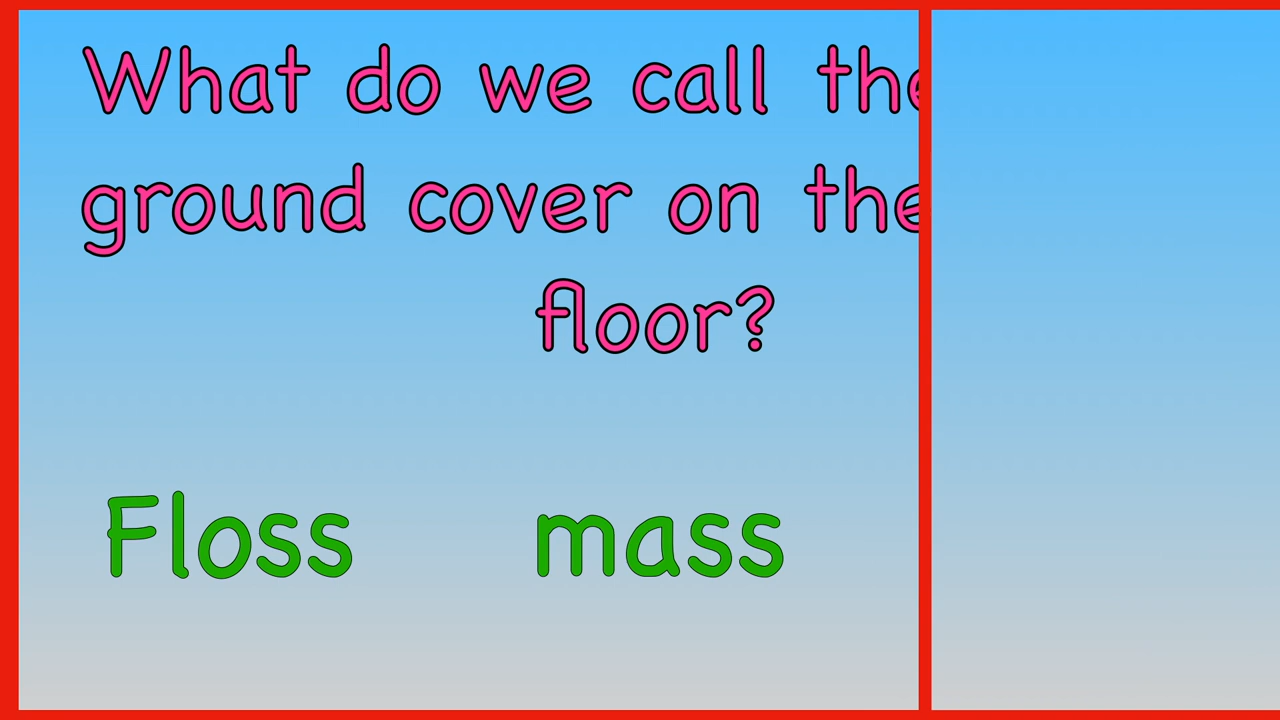 What do we call the
ground cover on the
floor?
Floss mass